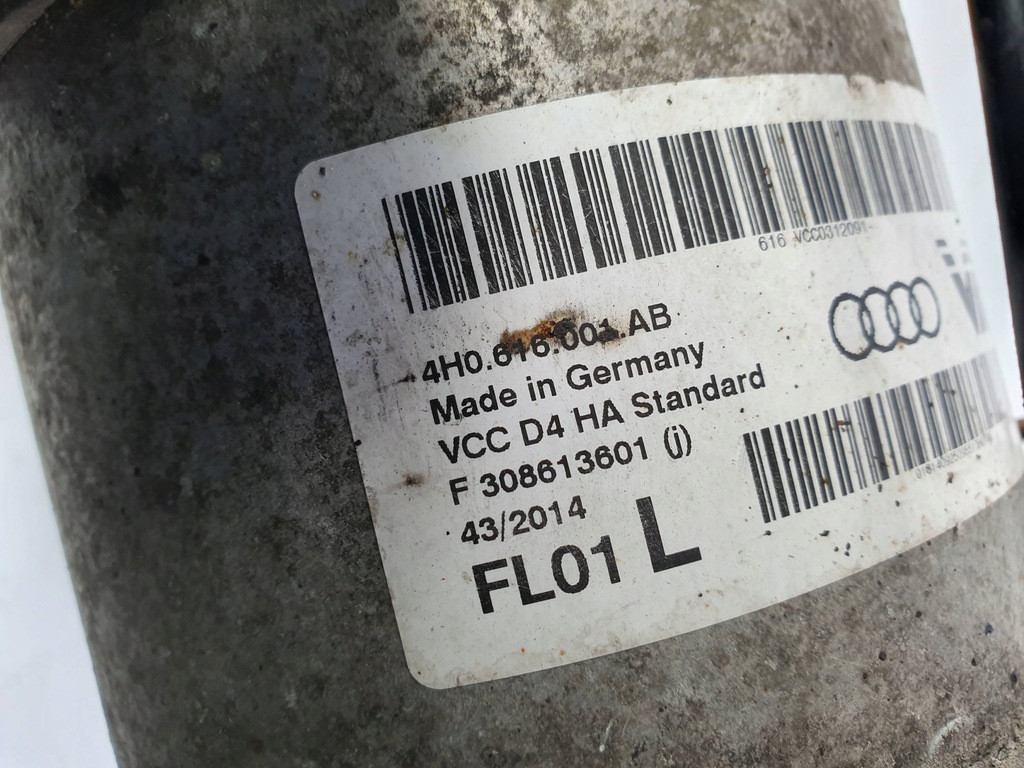 616 VCC0312091-
4H0.616.001 AB
Made in Germany
VCC D4 HA Standard
F 308613601 (j)
43/2014
FL01 L